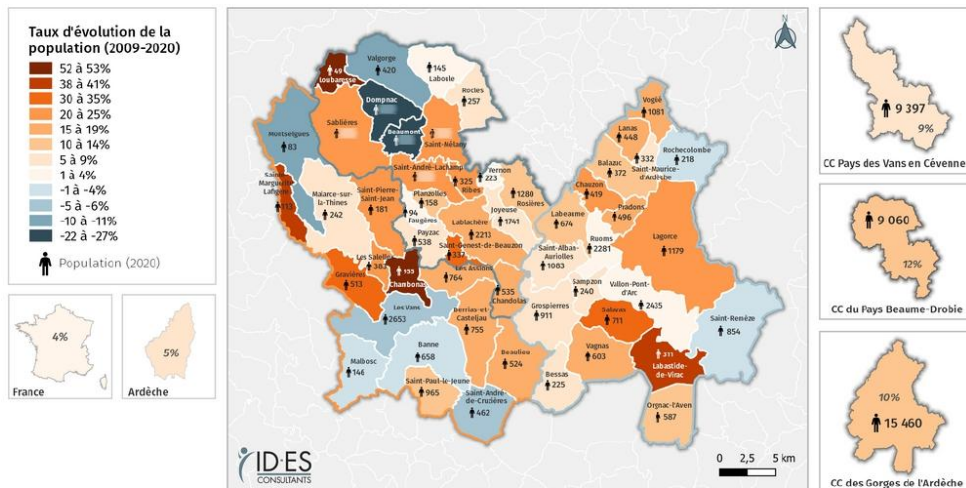 Taux d'évolution de la
population (2009-2020)
52 à 53%
38 à 41%
30 à 35%
20 à 25%
15 à 19%
10 à 14%
5 à 9%
1 à 4%
-1 à -4%
-5 à -6%
-10 à -11%
-22 à -27%
Population (2020)
4%
France
5%
Ardèche
N
49
Loubaresse
Valgorge
420
145
Laboule
Rocles
257
Dompnac
Beaumont
Sablières
Saint-Mélany
Montselgues
83
Saint-André-Lachamp
Sainte-
Marguerite-
Lafigère
113
Malarce-sur-
la-Thines
242
Saint-Pierre-
Saint-Jean
181
Planzolles
158
325
Ribes
Vernon
223
94
Faugères
1280
Rosières
Payzac
538
Lablachère
2213
Joyeuse
1741
Saint-Genest-de-Beauzon
337
Les Salelles
383
Chambonas
Gravières
513
Les Assions
764
535
Chandolas
Les Vans
2653
Berrias-et-
Casteljau
755
Banne
658
Malbosc
146
Beaulieu
524
Saint-Paul-le-Jeune
965
Saint-André-
de-Cruzières
462
Bessas
225
Vogüé
1081
Lanas
448
332
Saint-Maurice-
d'Ardèche
Rochecolombe
218
Balazuc
372
Chauzon
419
Pradons
496
Labeaume
674
Ruoms
2281
Lagorce
1179
Saint-Alban-
Auriolles
1083
Sampzon
240
Vallon-Pont-
d'Arc
2435
Grospierres
911
Salavas
711
Saint-Remèze
854
Vagnas
603
Labastide-
de-Virac
Orgnac-l'Aven
587
ID·ES
CONSULTANTS
0 2,5 5 km
9 397
9%
CC Pays des Vans en Cévenne
9 060
12%
CC du Pays Beaume-Drobie
10%
15 460
CC des Gorges de l'Ardèche